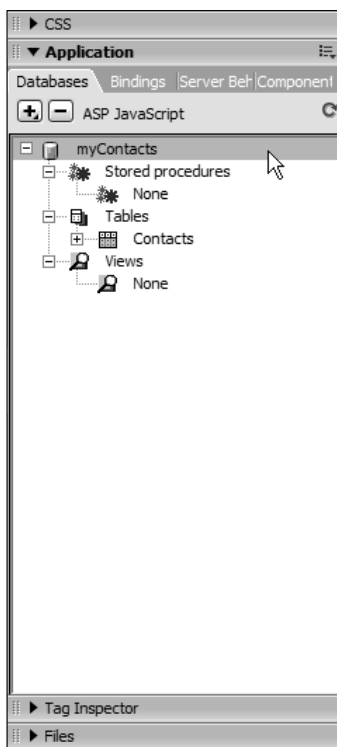 CSS
Application
Databases Bindings Server Beh Component
ASP JavaScript
myContacts
Stored procedures
None
Tables
Contacts
Views
None
Tag Inspector
Files